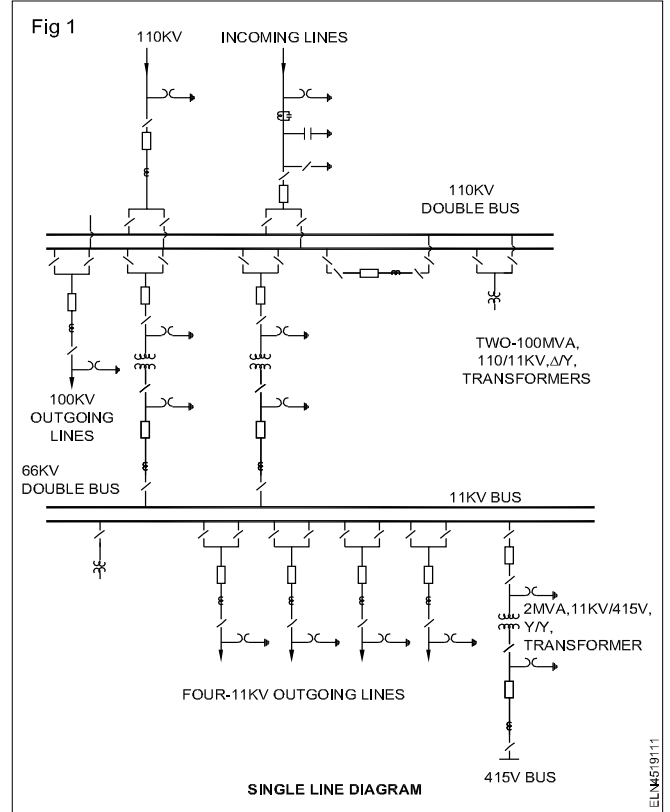 Fig 1
110KV
INCOMING LINES
110KV
DOUBLE BUS
TWO-100MVA,
110/11KV,Δ/Y,
TRANSFORMERS
100KV
OUTGOING
LINES
66KV
DOUBLE BUS
11KV BUS
2MVA,11KV/415V,
Y/Y,
TRANSFORMER
FOUR-11KV OUTGOING LINES
415V BUS
SINGLE LINE DIAGRAM
ELN4519111